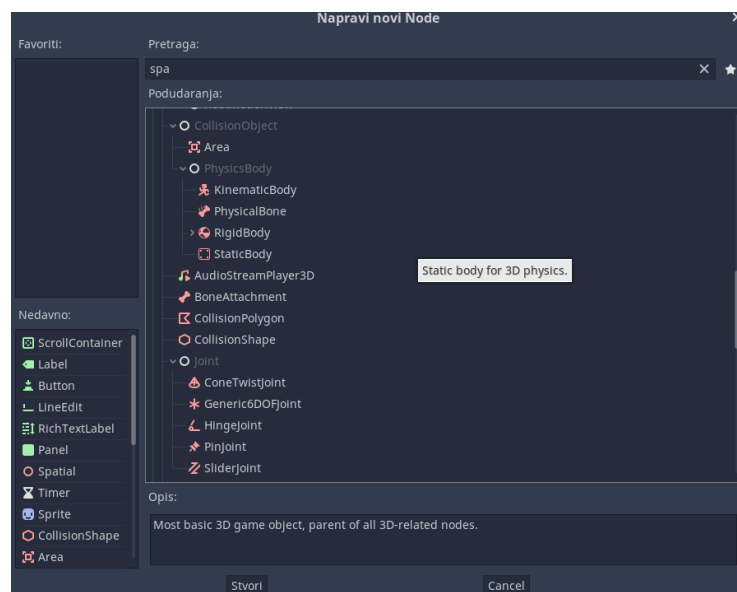 Napravi novi Node
Favoriti:
Pretraga:
spa
Podudaranja:
CollisionObject
Area
PhysicsBody
KinematicBody
PhysicalBone
RigidBody
StaticBody
Static body for 3D physics.
AudioStreamPlayer3D
BoneAttachment
CollisionPolygon
CollisionShape
Joint
ConeTwistJoint
Generic6DOFJoint
HingeJoint
PinJoint
SliderJoint
Nedavno:
ScrollContainer
Label
Button
LineEdit
RichTextLabel
Panel
Spatial
Timer
Sprite
CollisionShape
Area
Opis:
Most basic 3D game object, parent of all 3D-related nodes.
Stvori
Cancel